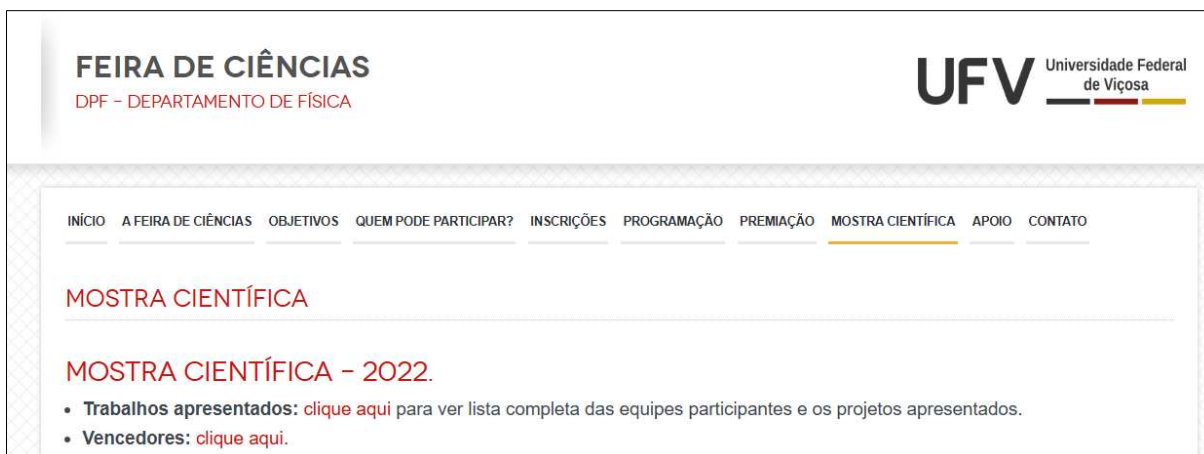 FEIRA DE CIÊNCIAS
DPF - DEPARTAMENTO DE FÍSICA
UFV Universidade Federal
de Viçosa
INÍCIO A FEIRA DE CIÊNCIAS OBJETIVOS QUEM PODE PARTICIPAR? INSCRIÇÕES PROGRAMAÇÃO PREMIAÇÃO MOSTRA CIENTÍFICA APOIO CONTATO
MOSTRA CIENTÍFICA
MOSTRA CIENTÍFICA - 2022.
• Trabalhos apresentados: clique aqui para ver lista completa das equipes participantes e os projetos apresentados.
• Vencedores: clique aqui.